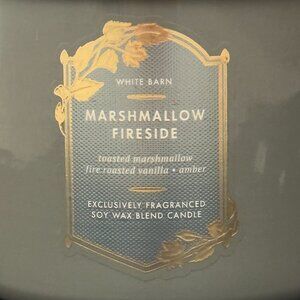 WHITE BARN
MARSHMALLOW
FIRESIDE
toasted marshmallow
fire roasted vanilla • amber
EXCLUSIVELY FRAGRANCED
SOY WAX BLEND CANDLE